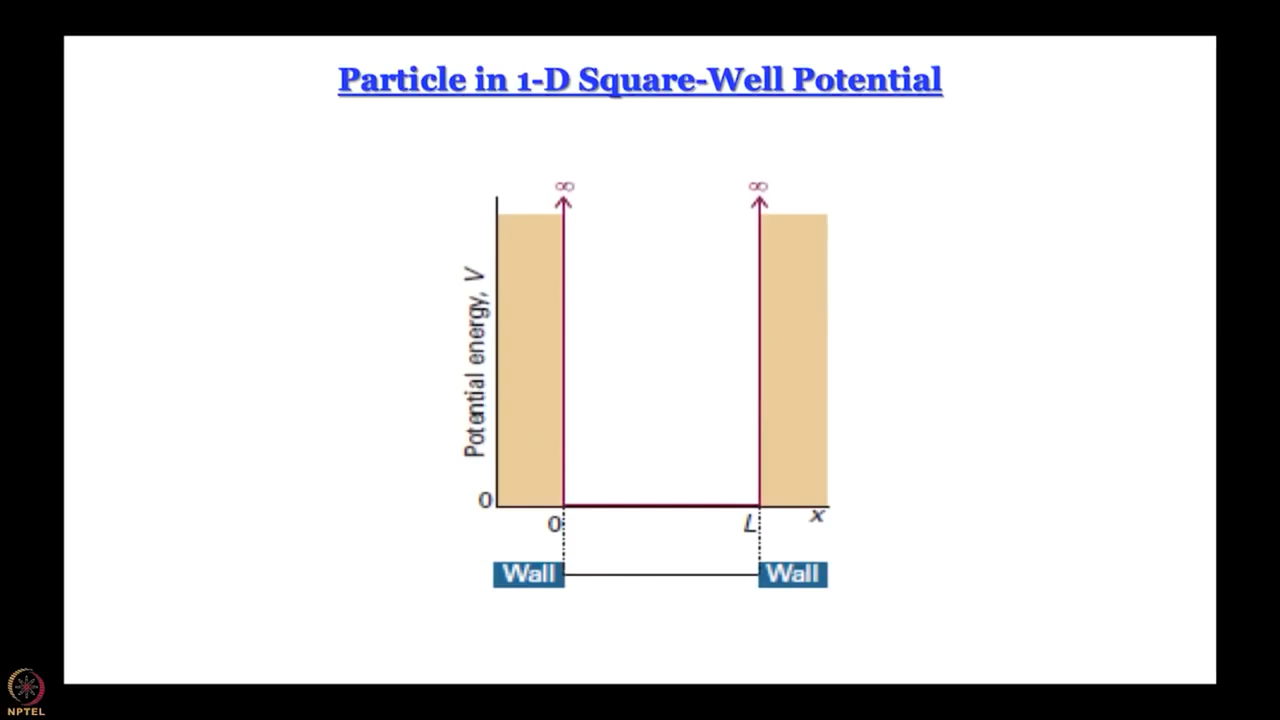 Particle in 1-D Square-Well Potential
∞ ∞
Potential energy, V
0
0 L x
Wall Wall
NPTEL